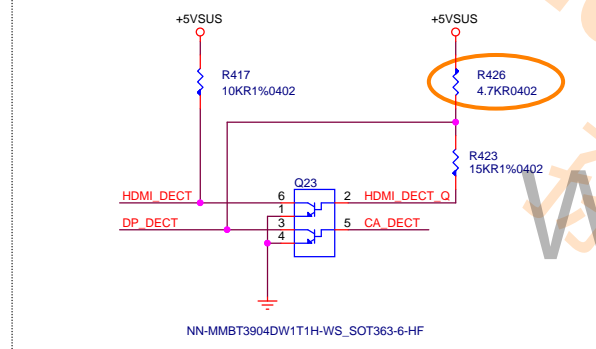 +5VSUS
+5VSUS
R417
10KR1%0402
R426
4.7KR0402
R423
15KR1%0402
Q23
HDMI_DECT
6
2
HDMI_DECT_Q
1
DP_DECT
3
5
CA_DECT
4
NN-MMBT3904DW1T1H-WS_SOT363-6-HF